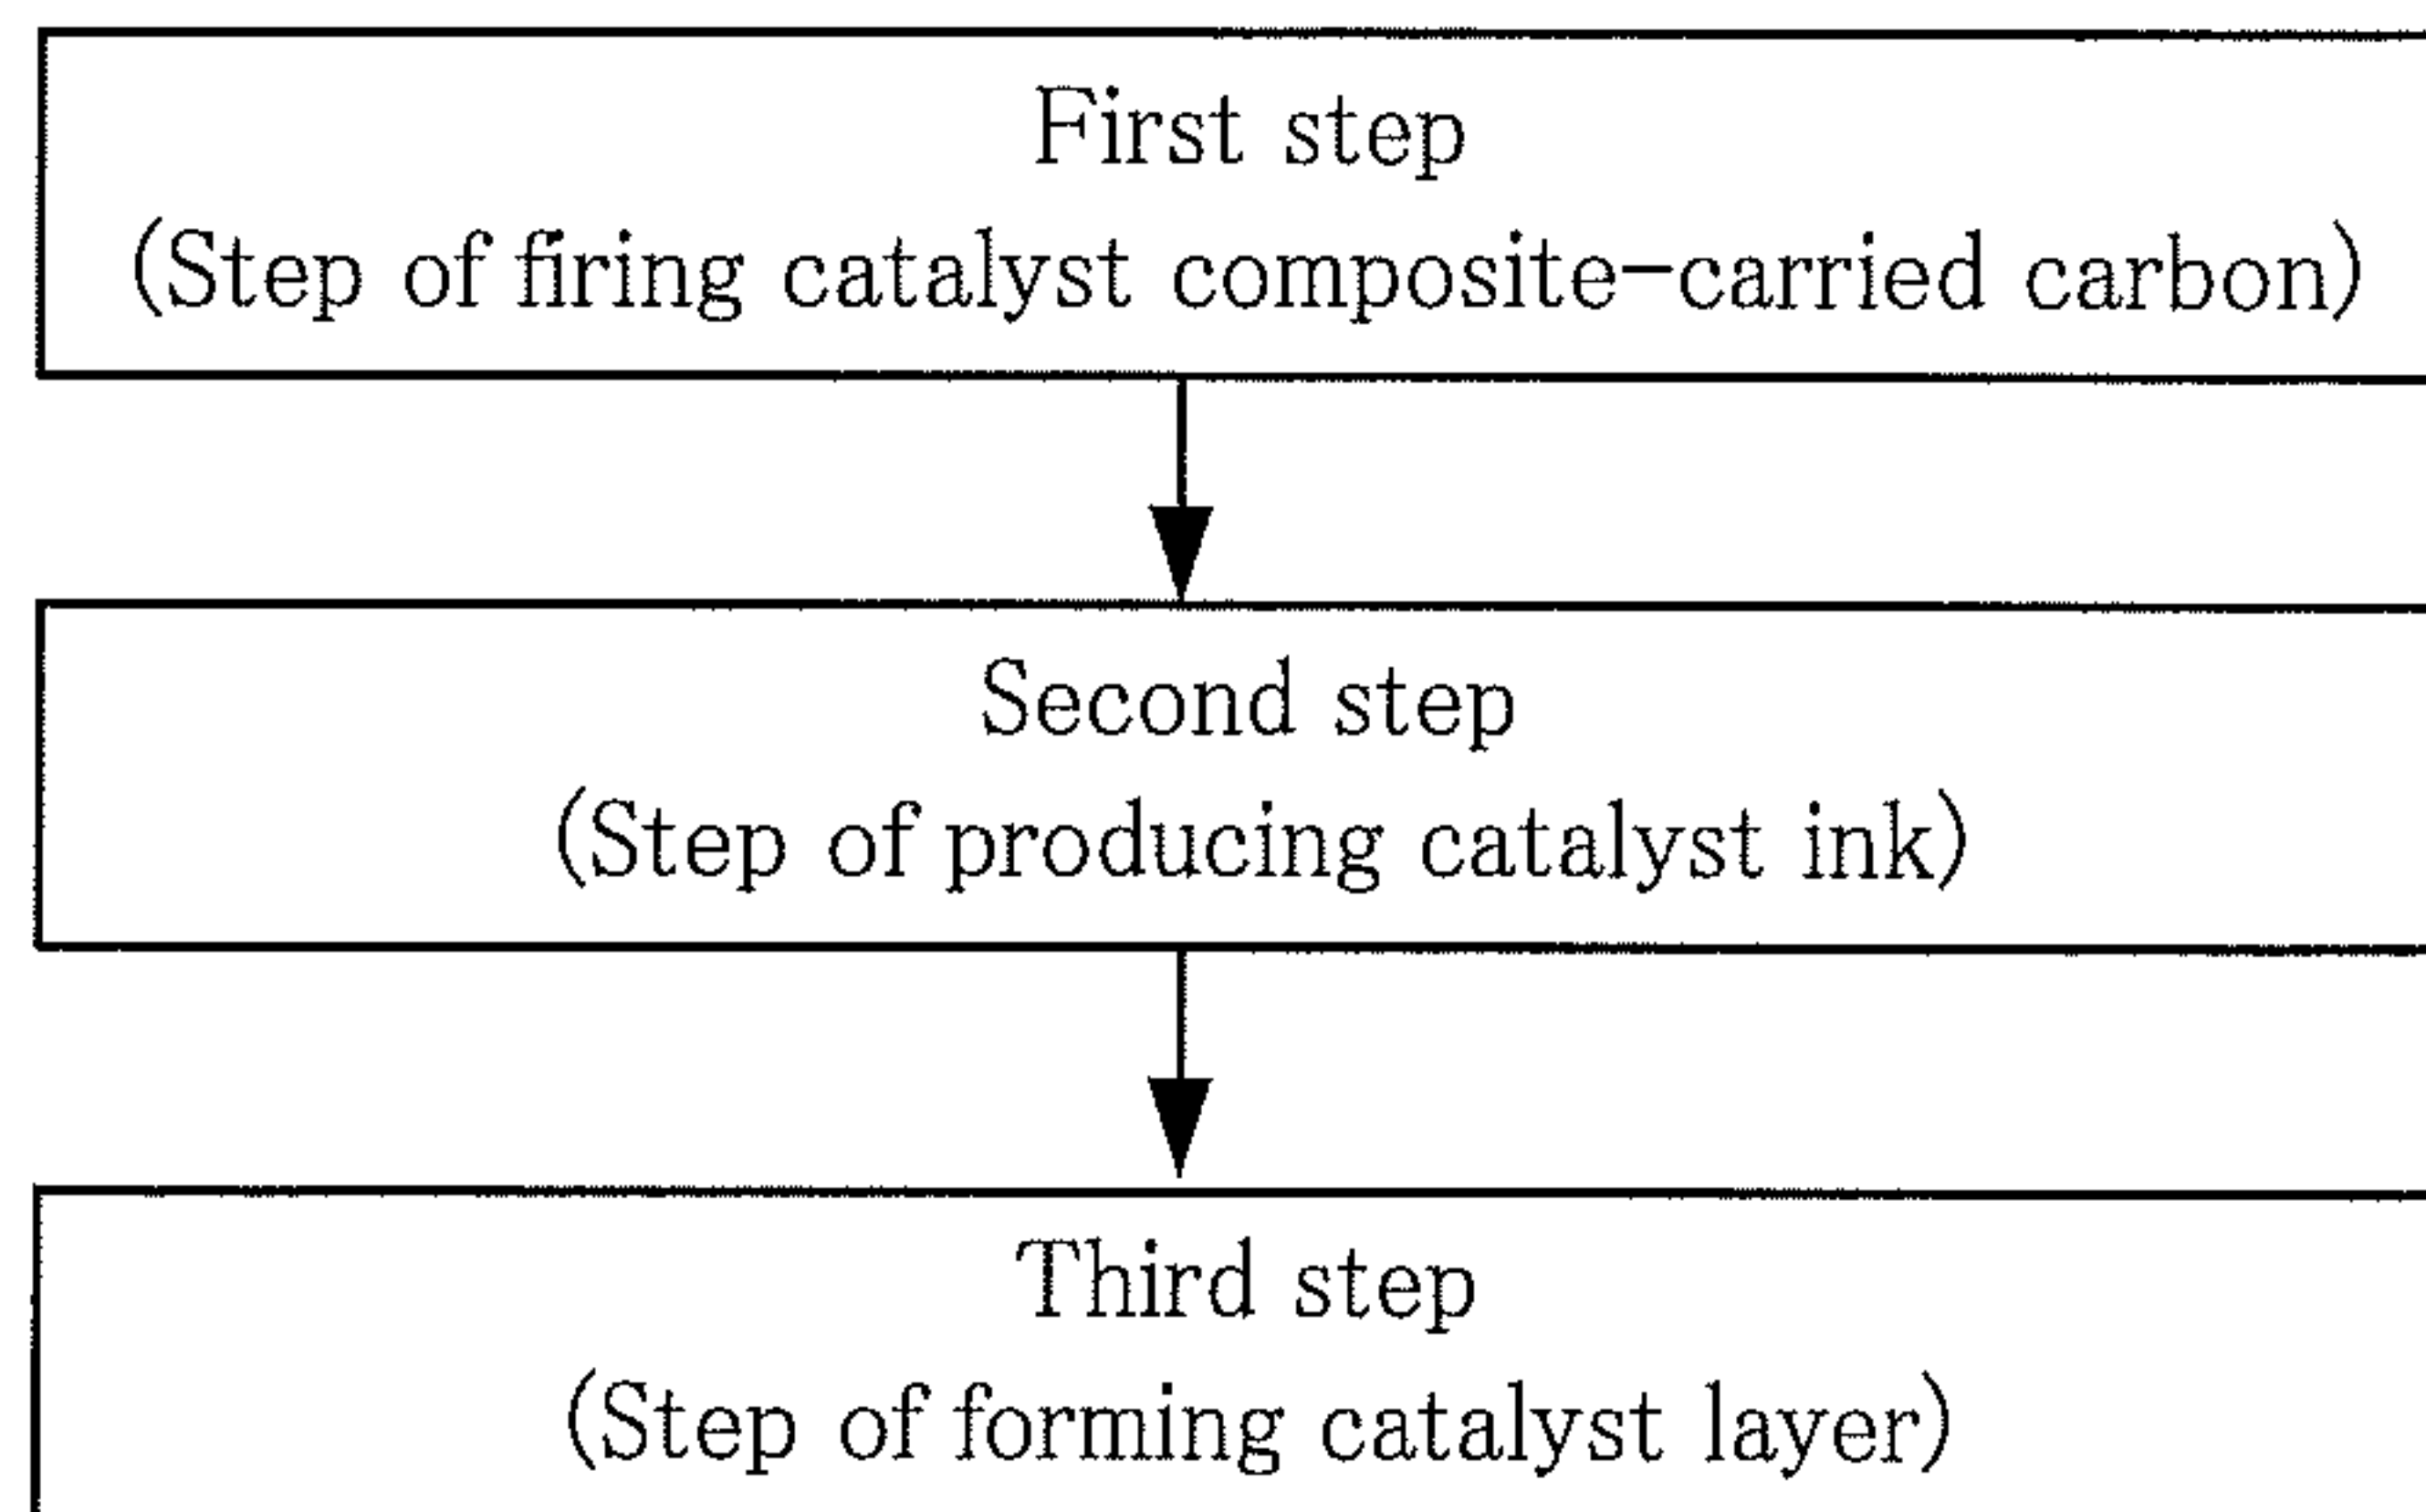 First step
(Step of firing catalyst composite-carried carbon)
Second step
(Step of producing catalyst ink)
Third step
(Step of forming catalyst layer)